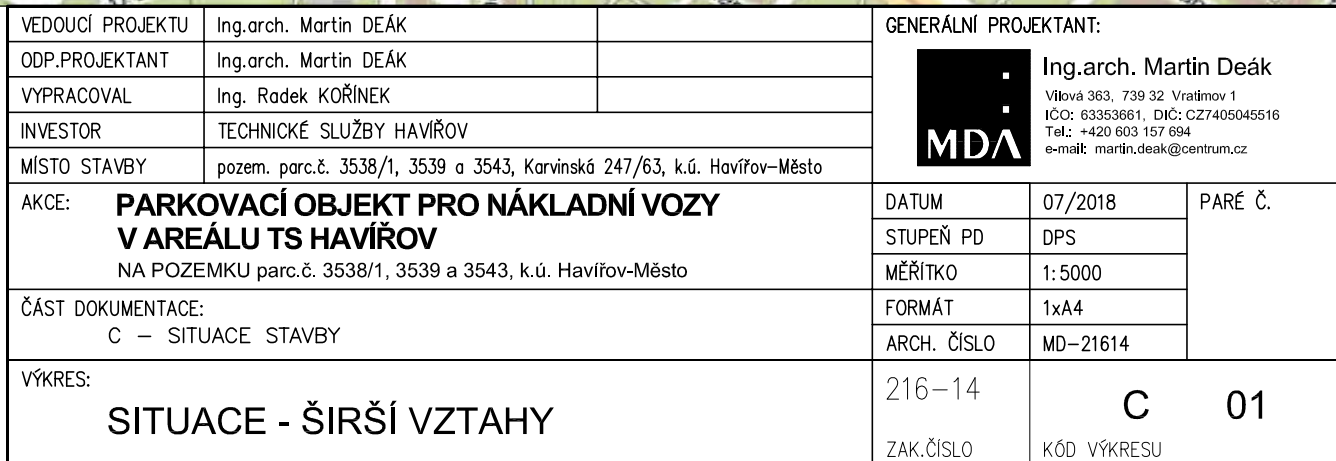 VEDOUCÍ PROJEKTU Ing.arch. Martin DEÁK
ODP.PROJEKTANT Ing.arch. Martin DEÁK
VYPRACOVAL Ing. Radek KOŘÍNEK
INVESTOR TECHNICKÉ SLUŽBY HAVÍŘOV
MÍSTO STAVBY pozem. parc.č. 3538/1, 3539 a 3543, Karvinská 247/63, k.ú. Havířov-Město
GENERÁLNÍ PROJEKTANT:
MDA
Ing.arch. Martin Deák
Vilová 363, 739 32 Vratimov 1
IČO: 63353661, DIČ: CZ7405045516
Tel.: +420 603 157 694
e-mail: martin.deak@centrum.cz
AKCE: PARKOVACÍ OBJEKT PRO NÁKLADNÍ VOZY
V AREÁLU TS HAVÍŘOV
NA POZEMKU parc.č. 3538/1, 3539 a 3543, k.ú. Havířov-Město
DATUM 07/2018 PARÉ Č.
STUPEŇ PD DPS
MĚŘÍTKO 1:5000
FORMÁT 1xA4
ARCH. ČÍSLO MD-21614
ČÁST DOKUMENTACE:
C – SITUACE STAVBY
VÝKRES:
SITUACE - ŠIRŠÍ VZTAHY
216-14
ZAK.ČÍSLO
C 01
KÓD VÝKRESU